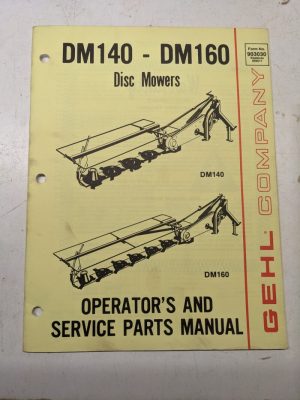 DM140 - DM160
Disc Mowers
Form No.
903030
DM140
DM160
OPERATOR'S AND
SERVICE PARTS MANUAL
GEHL COMPANY